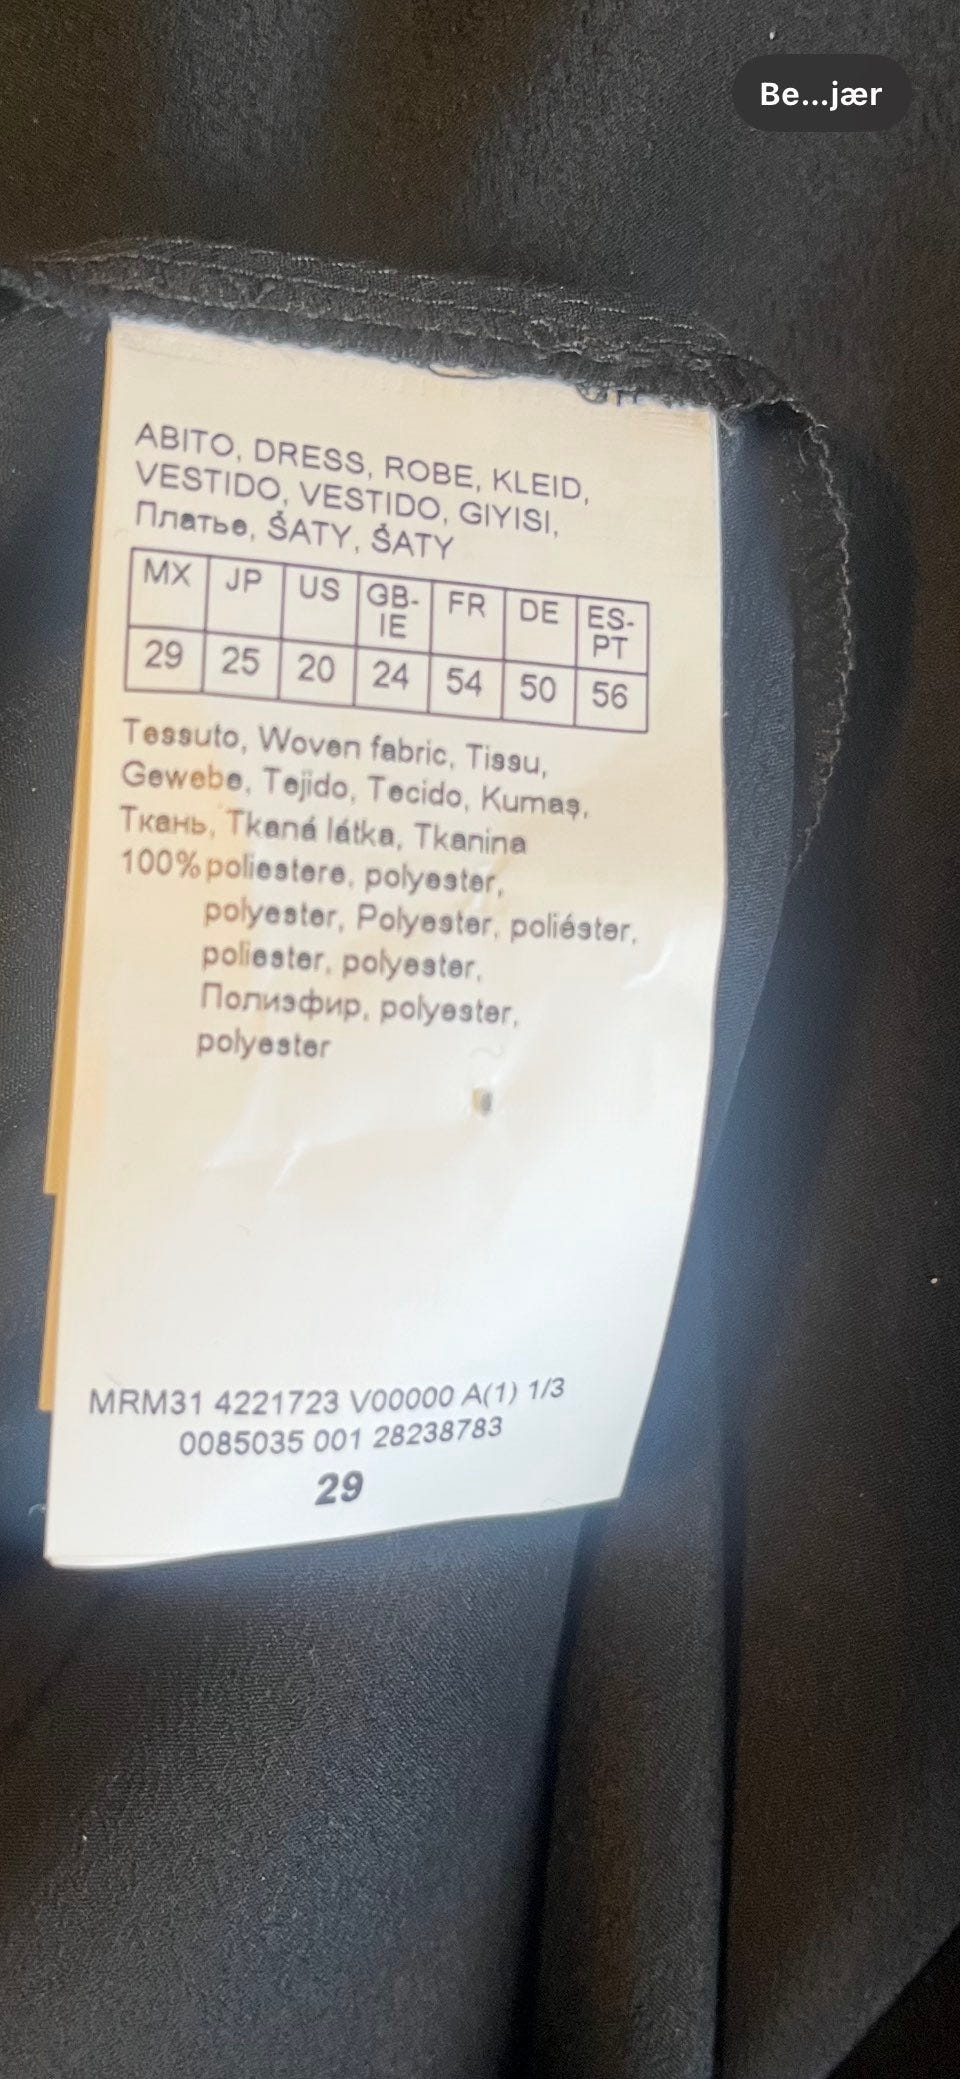 Be...jær
ABITO, DRESS, ROBE, KLEID,
VESTIDO, VESTIDO, GIYISI,
Платье, ŠATY, ŠATY
MX JP US GB-IE FR DE ES-PT
29 25 20 24 54 50 56
Tessuto, Woven fabric, Tissu,
Gewebe, Tejido, Tecido, Kumaş,
Ткань, Tkaná látka, Tkanina
100% poliestere, polyester,
polyester, Polyester, poliéster,
poliester, polyester,
Полиэфир, polyester,
polyester
MRM31 4221723 V00000 A(1) 1/3
0085035 001 28238783
29